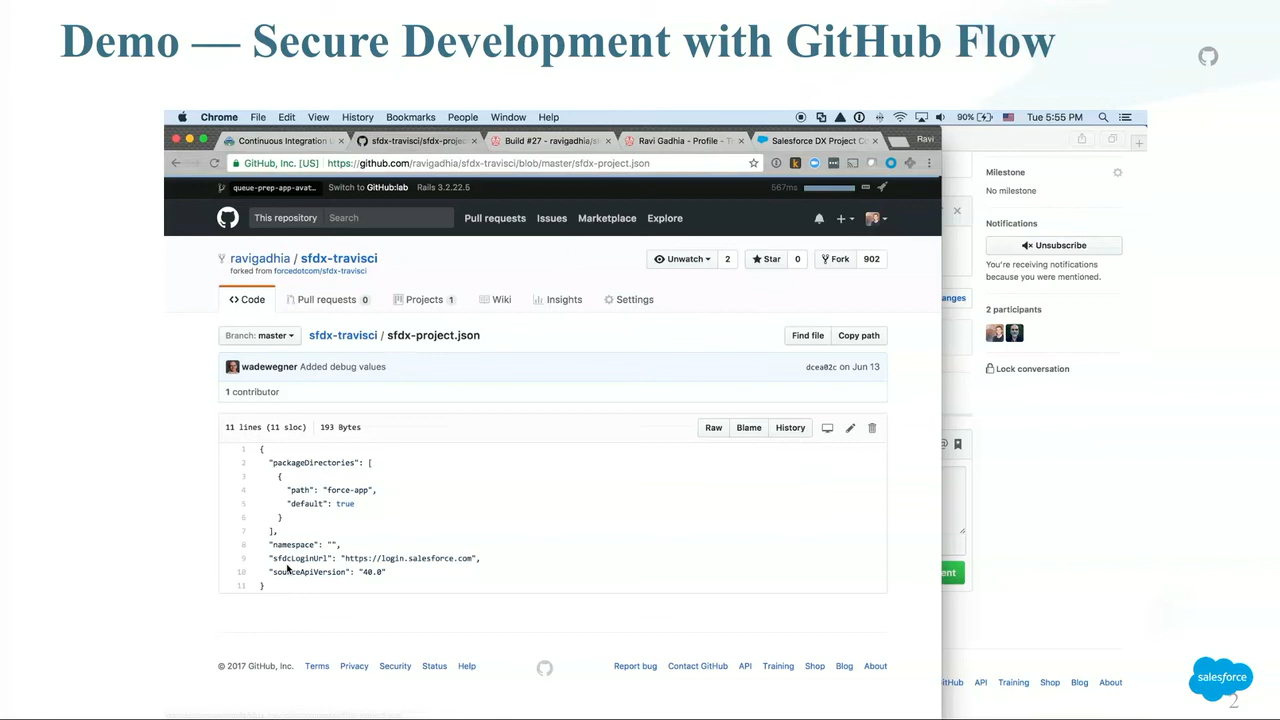 Demo — Secure Development with GitHub Flow
Chrome File Edit View History Bookmarks People Window Help
90% Tue 5:55 PM
Continuous Integration U
sfdx-travisci/sfdx-projec
Build #27 - ravigadhia/s
Ravi Gadhia - Profile - T
Salesforce DX Project Co
Ravi
GitHub, Inc. [US] https://github.com/ravigadhia/sfdx-travisci/blob/master/sfdx-project.json
queue-prep-app-avat… Switch to GitHub:lab Rails 3.2.22.5 567ms
This repository Search Pull requests Issues Marketplace Explore
ravigadhia / sfdx-travisci
forked from forcedotcom/sfdx-travisci
Unwatch 2 Star 0 Fork 902
Code Pull requests 0 Projects 1 Wiki Insights Settings
Branch: master sfdx-travisci / sfdx-project.json Find file Copy path
wadewegner Added debug values dcea02c on Jun 13
1 contributor
11 lines (11 sloc) 193 Bytes Raw Blame History
1 {
2 "packageDirectories": [
3 {
4 "path": "force-app",
5 "default": true
6 }
7 ],
8 "namespace": "",
9 "sfdcLoginUrl": "https://login.salesforce.com",
10 "sourceApiVersion": "40.0"
11 }
© 2017 GitHub, Inc. Terms Privacy Security Status Help
Report bug Contact GitHub API Training Shop Blog About
Milestone
No milestone
Notifications
Unsubscribe
You're receiving notifications
because you were mentioned.
anges
2 participants
Lock conversation
ent
itHub API Training Shop Blog About
salesforce
2